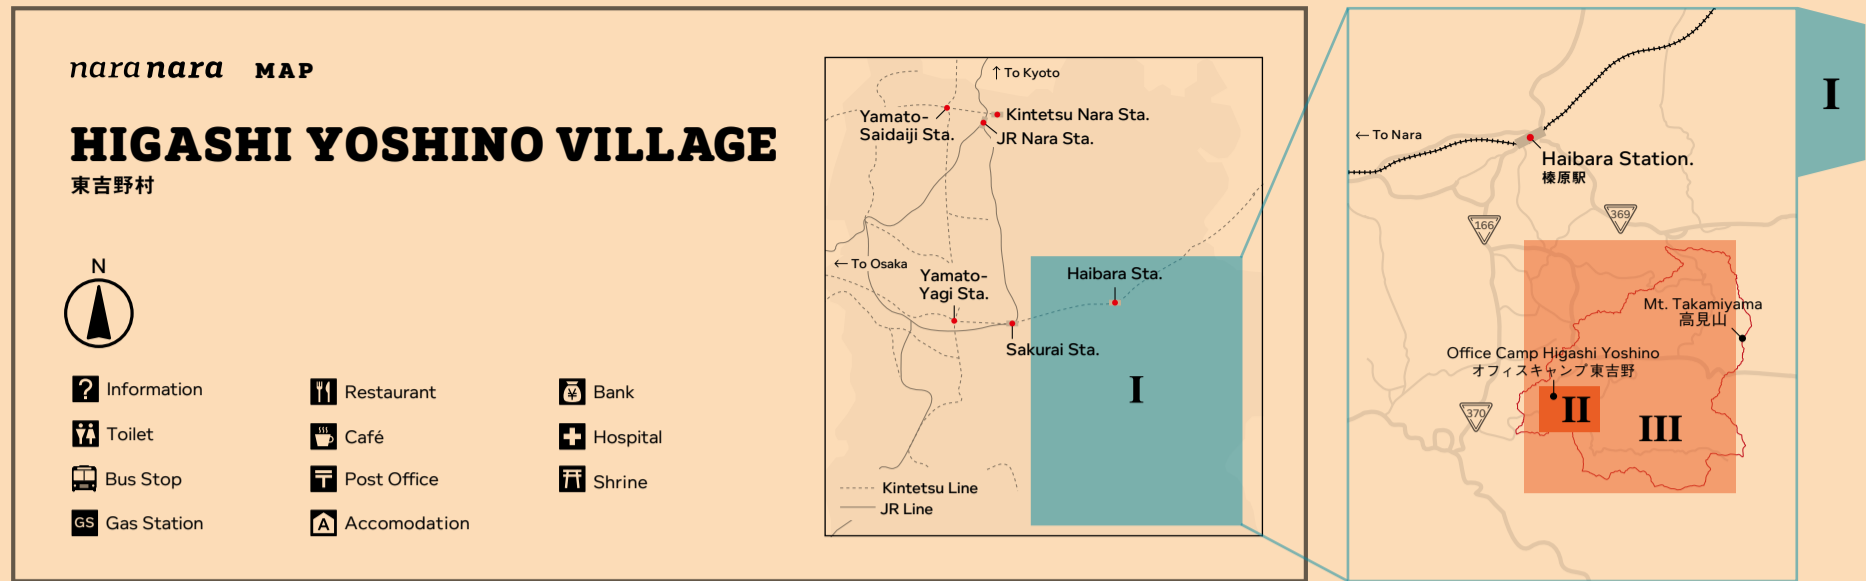 naranara MAP
HIGASHI YOSHINO VILLAGE
東吉野村
N
? Information
Toilet
Bus Stop
GS Gas Station
Restaurant
Café
Post Office
A Accomodation
¥ Bank
Hospital
Shrine
↑ To Kyoto
Yamato-
Saidaiji Sta.
Kintetsu Nara Sta.
JR Nara Sta.
← To Osaka
Yamato-
Yagi Sta.
Haibara Sta.
Sakurai Sta.
I
Kintetsu Line
JR Line
I
← To Nara
Haibara Station.
榛原駅
166
369
Mt. Takamiyama
高見山
Office Camp Higashi Yoshino
オフィスキャンプ東吉野
370
II
III